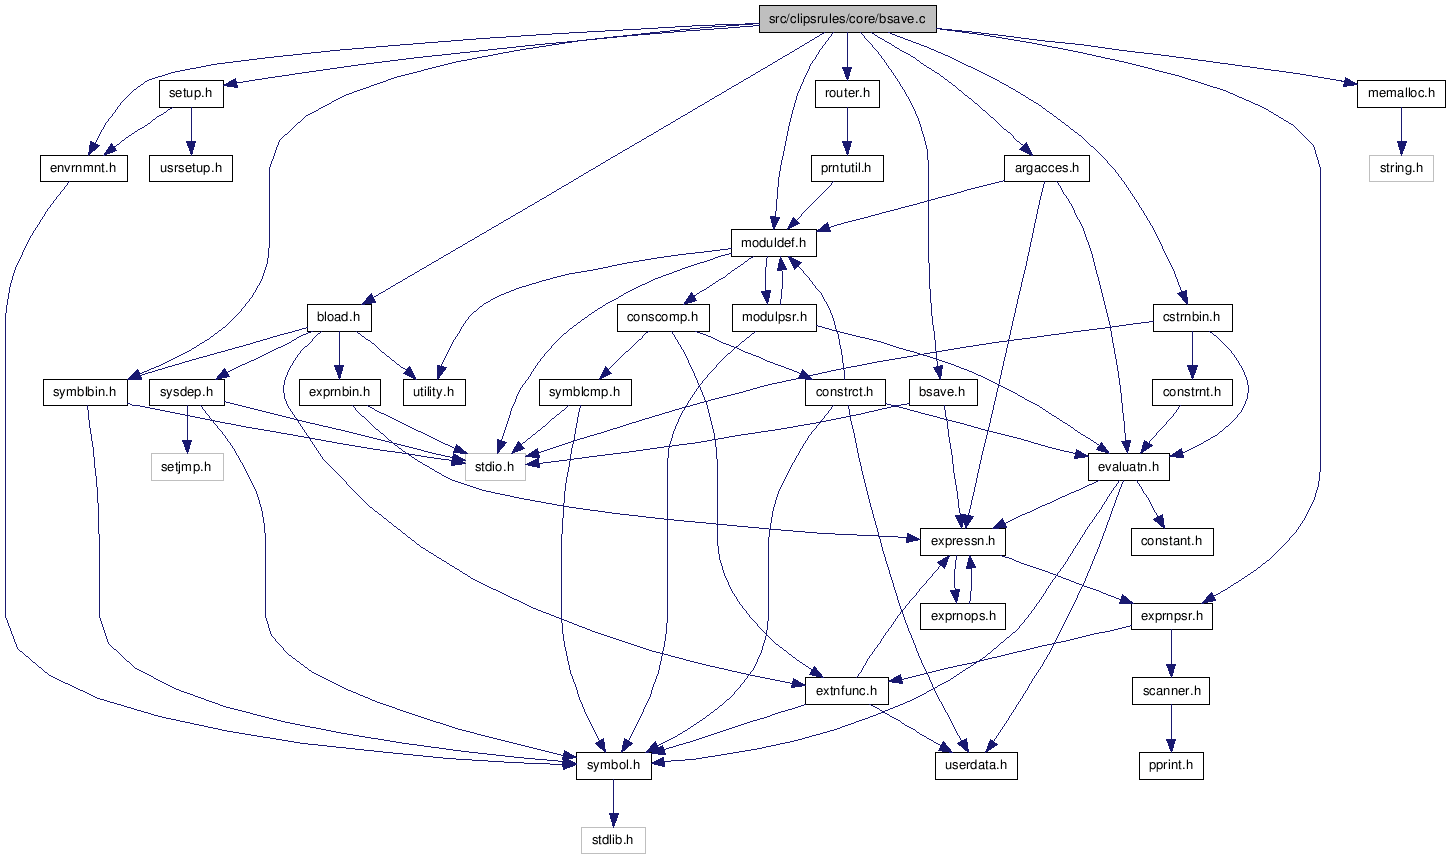 src/clipsrules/core/bsave.c
setup.h
router.h
memalloc.h
envrnmnt.h
usrsetup.h
prntutil.h
argacces.h
string.h
moduldef.h
bload.h
conscomp.h
modulpsr.h
cstrnbin.h
symblbin.h
sysdep.h
exprnbin.h
utility.h
symblcmp.h
constrct.h
bsave.h
constrnt.h
setjmp.h
stdio.h
evaluatn.h
expressn.h
constant.h
exprnops.h
exprnpsr.h
extnfunc.h
scanner.h
symbol.h
userdata.h
pprint.h
stdlib.h